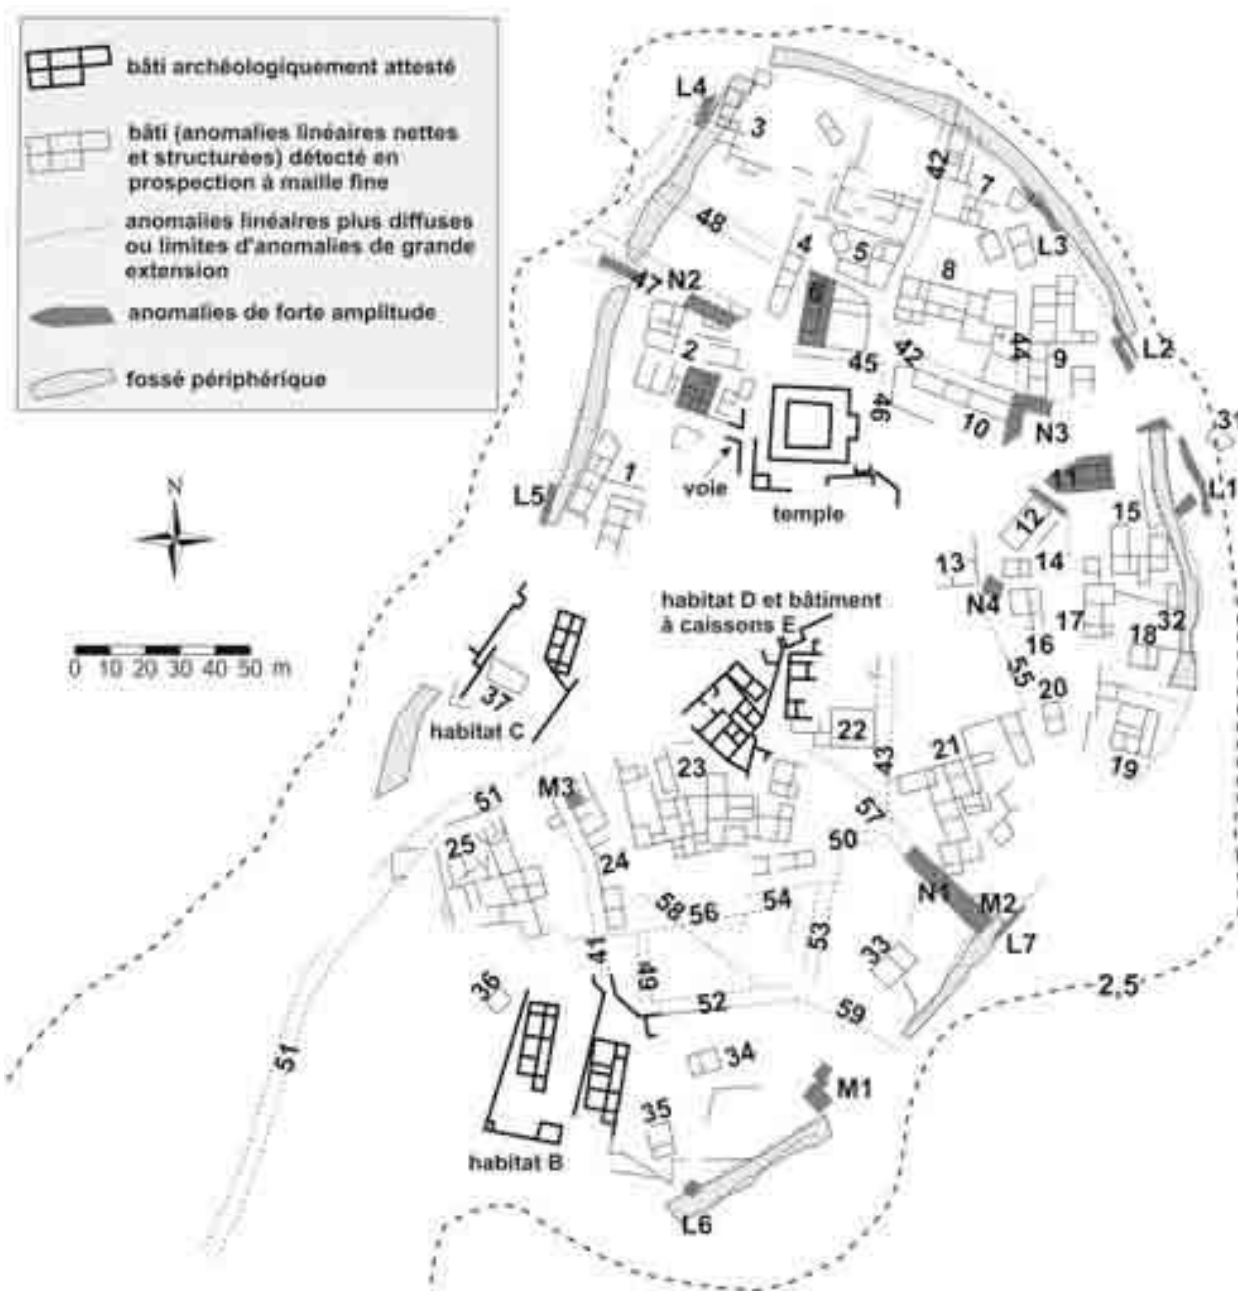 bâti archéologiquement attesté
bâti (anomalies linéaires nettes
et structurées) détecté en
prospection à maille fine
anomalies linéaires plus diffuses
ou limites d'anomalies de grande
extension
anomalies de forte amplitude
fossé périphérique
N
0 10 20 30 40 50 m
L4
3
42
7
48
4
5
L3
8
47
N2
6
2
45
42
44
9
L2
46
10
N3
31
1
voie
L5
temple
11
L1
12
15
13
14
N4
habitat D et bâtiment
à caissons E
16
17
18
32
55
20
37
habitat C
22
43
21
19
23
M3
51
57
25
50
24
N1
M2
54
58
56
L7
53
41
33
49
36
2,5
52
59
51
34
M1
35
habitat B
L6